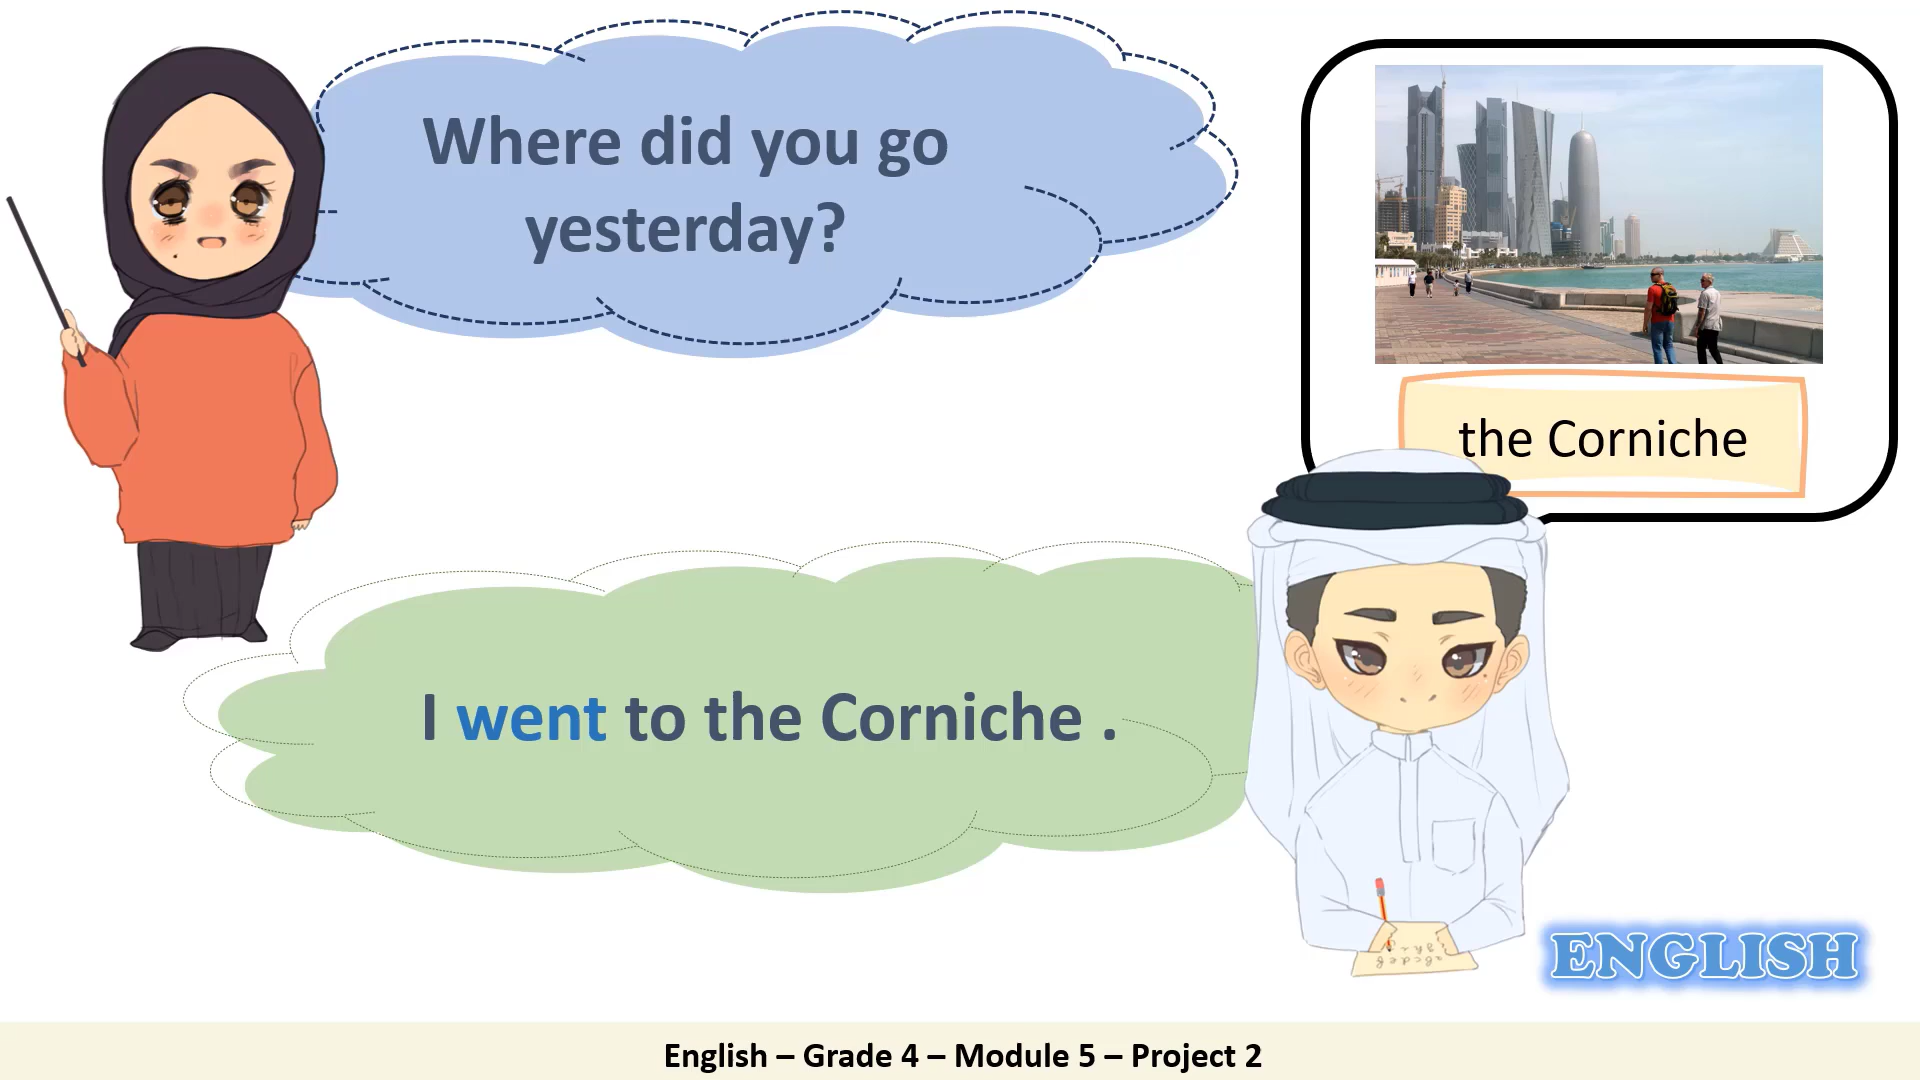 Where did you go
yesterday?
the Corniche
I went to the Corniche .
ENGLISH
English – Grade 4 – Module 5 – Project 2